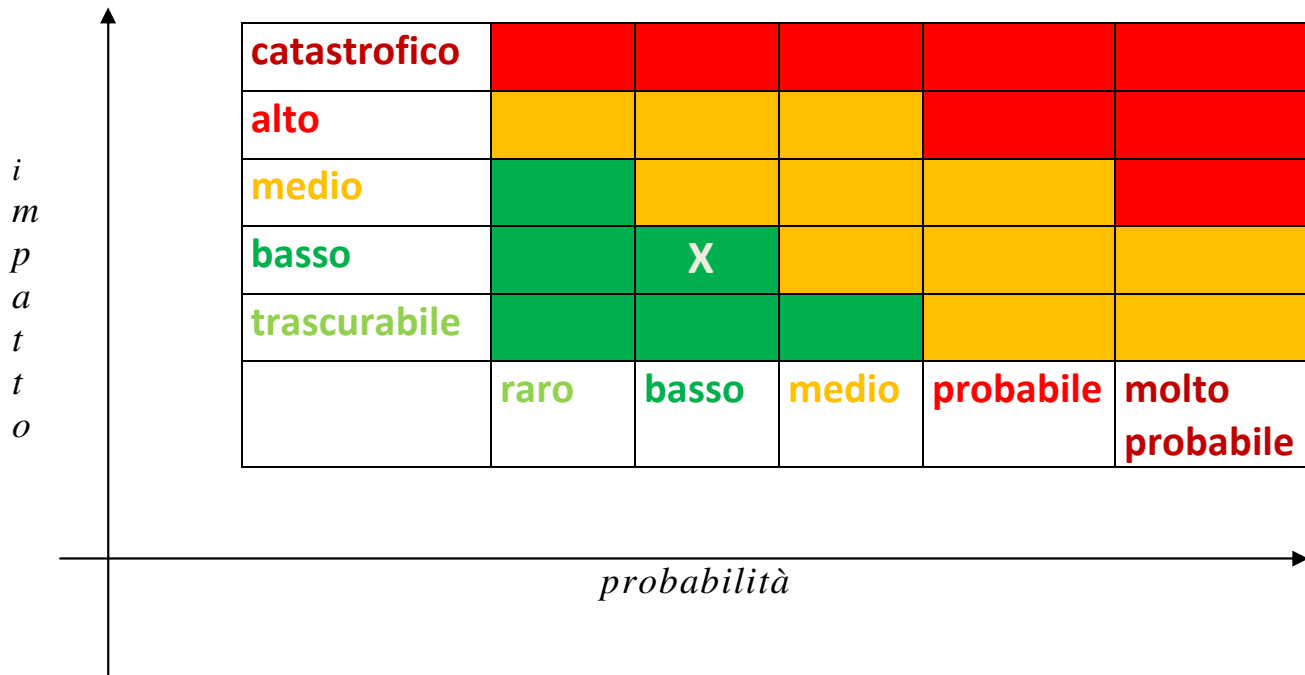 catastrofico
alto
medio
basso X
trascurabile
raro basso medio probabile molto
probabile
i
m
p
a
t
t
o
probabilità